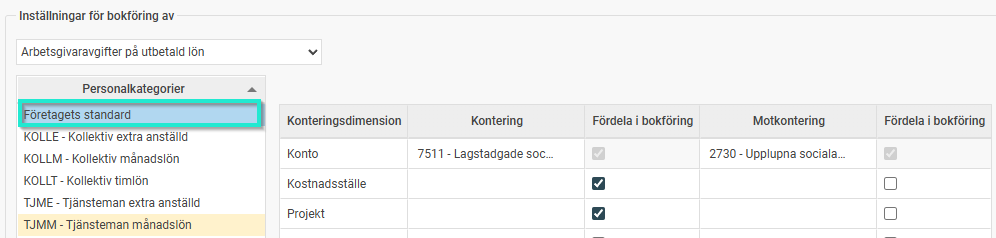 Inställningar för bokföring av
Arbetsgivaravgifter på utbetald lön
Personalkategorier
Företagets standard
KOLLE - Kollektiv extra anställd
KOLLM - Kollektiv månadslön
KOLLT - Kollektiv timlön
TJME - Tjänsteman extra anställd
TJMM - Tjänsteman månadslön
Konteringsdimension Kontering Fördela i bokföring Motkontering Fördela i bokföring
Konto 7511 - Lagstadgade soc... 2730 - Upplupna sociala...
Kostnadsställe
Projekt